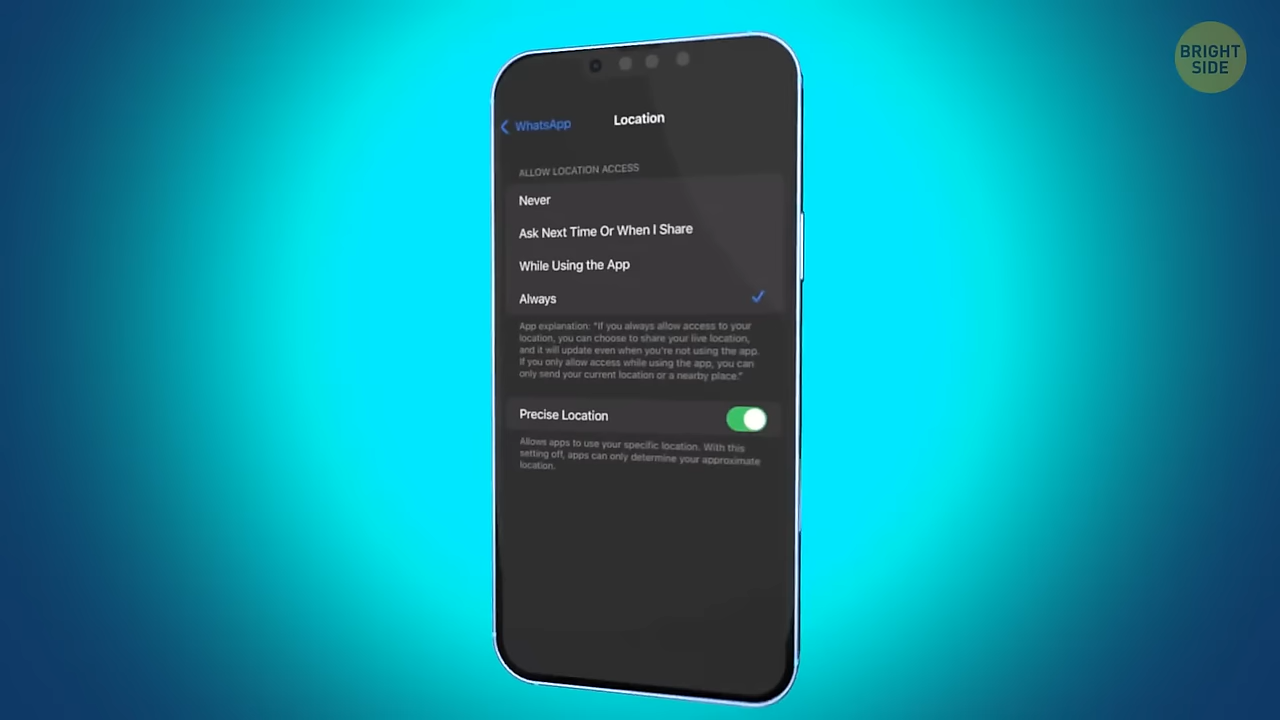 BRIGHT
SIDE
WhatsApp
Location
ALLOW LOCATION ACCESS
Never
Ask Next Time Or When I Share
While Using the App
Always
App explanation: "If you always allow access to your
location, you can choose to share your live location,
and it will update even when you're not using the app.
If you only allow access while using the app, you can
only send your current location or a nearby place."
Precise Location
Allows apps to use your specific location. With this
setting off, apps can only determine your approximate
location.